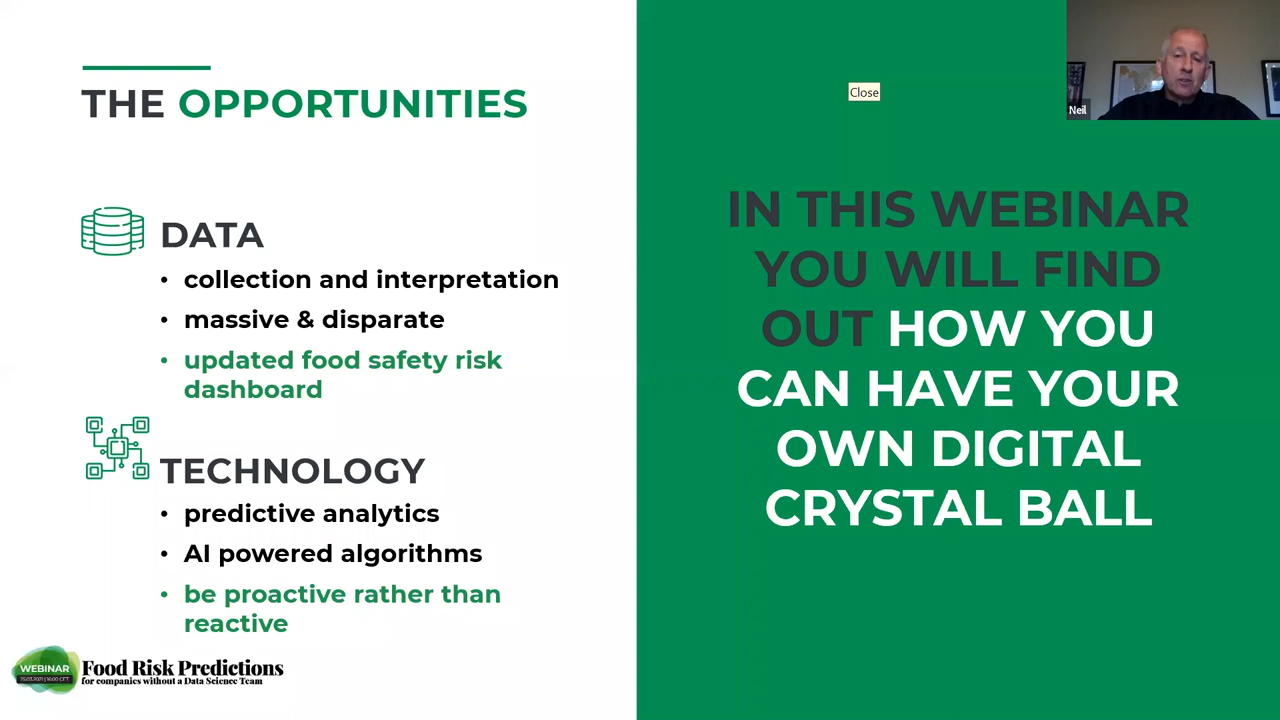 THE OPPORTUNITIES
DATA
• collection and interpretation
• massive & disparate
• updated food safety risk
dashboard
TECHNOLOGY
• predictive analytics
• AI powered algorithms
• be proactive rather than
reactive
WEBINAR
Food Risk Predictions
for companies without a Data Science Team
Close
Neil
IN THIS WEBINAR
YOU WILL FIND
OUT HOW YOU
CAN HAVE YOUR
OWN DIGITAL
CRYSTAL BALL